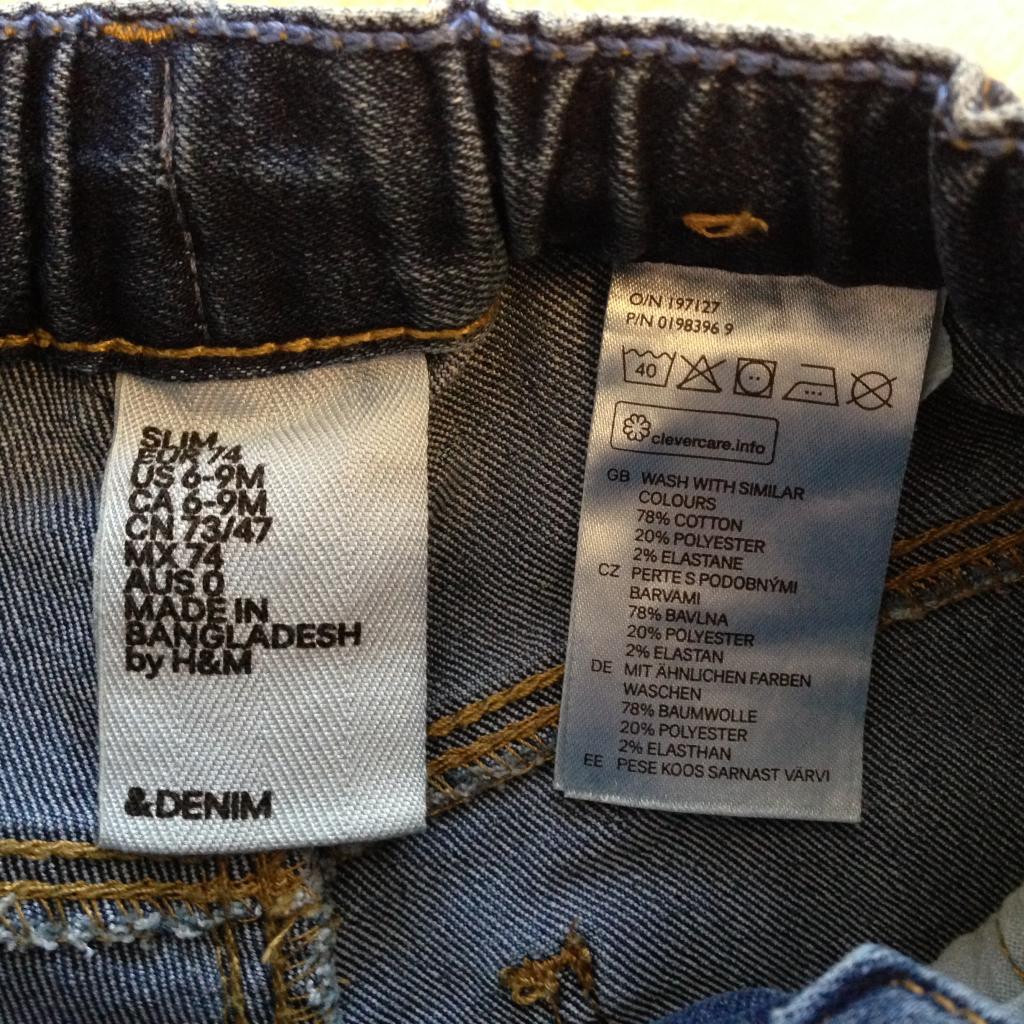 SLIM
EUR 74
US 6-9M
CA 6-9M
CN 73/47
MX 74
AUS 0
MADE IN
BANGLADESH
by H&M
&DENIM
O/N 197127
P/N 0198396 9
40
clevercare.info
GB WASH WITH SIMILAR
COLOURS
78% COTTON
20% POLYESTER
2% ELASTANE
CZ PERTE S PODOBNÝMI
BARVAMI
78% BAVLNA
20% POLYESTER
2% ELASTAN
DE MIT ÄHNLICHEN FARBEN
WASCHEN
78% BAUMWOLLE
20% POLYESTER
2% ELASTHAN
EE PESE KOOS SARNAST VÄRVI